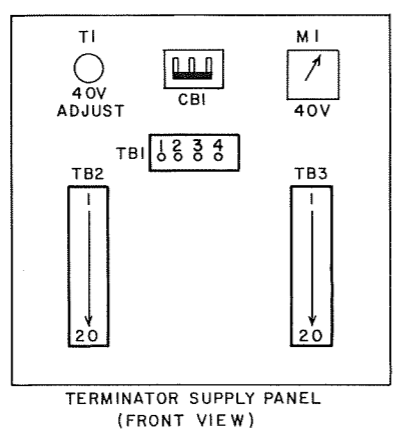 T1
M1
40V
ADJUST
CB1
40V
TB1
1 2 3 4
TB2
TB3
1
1
20
20
TERMINATOR SUPPLY PANEL
(FRONT VIEW)